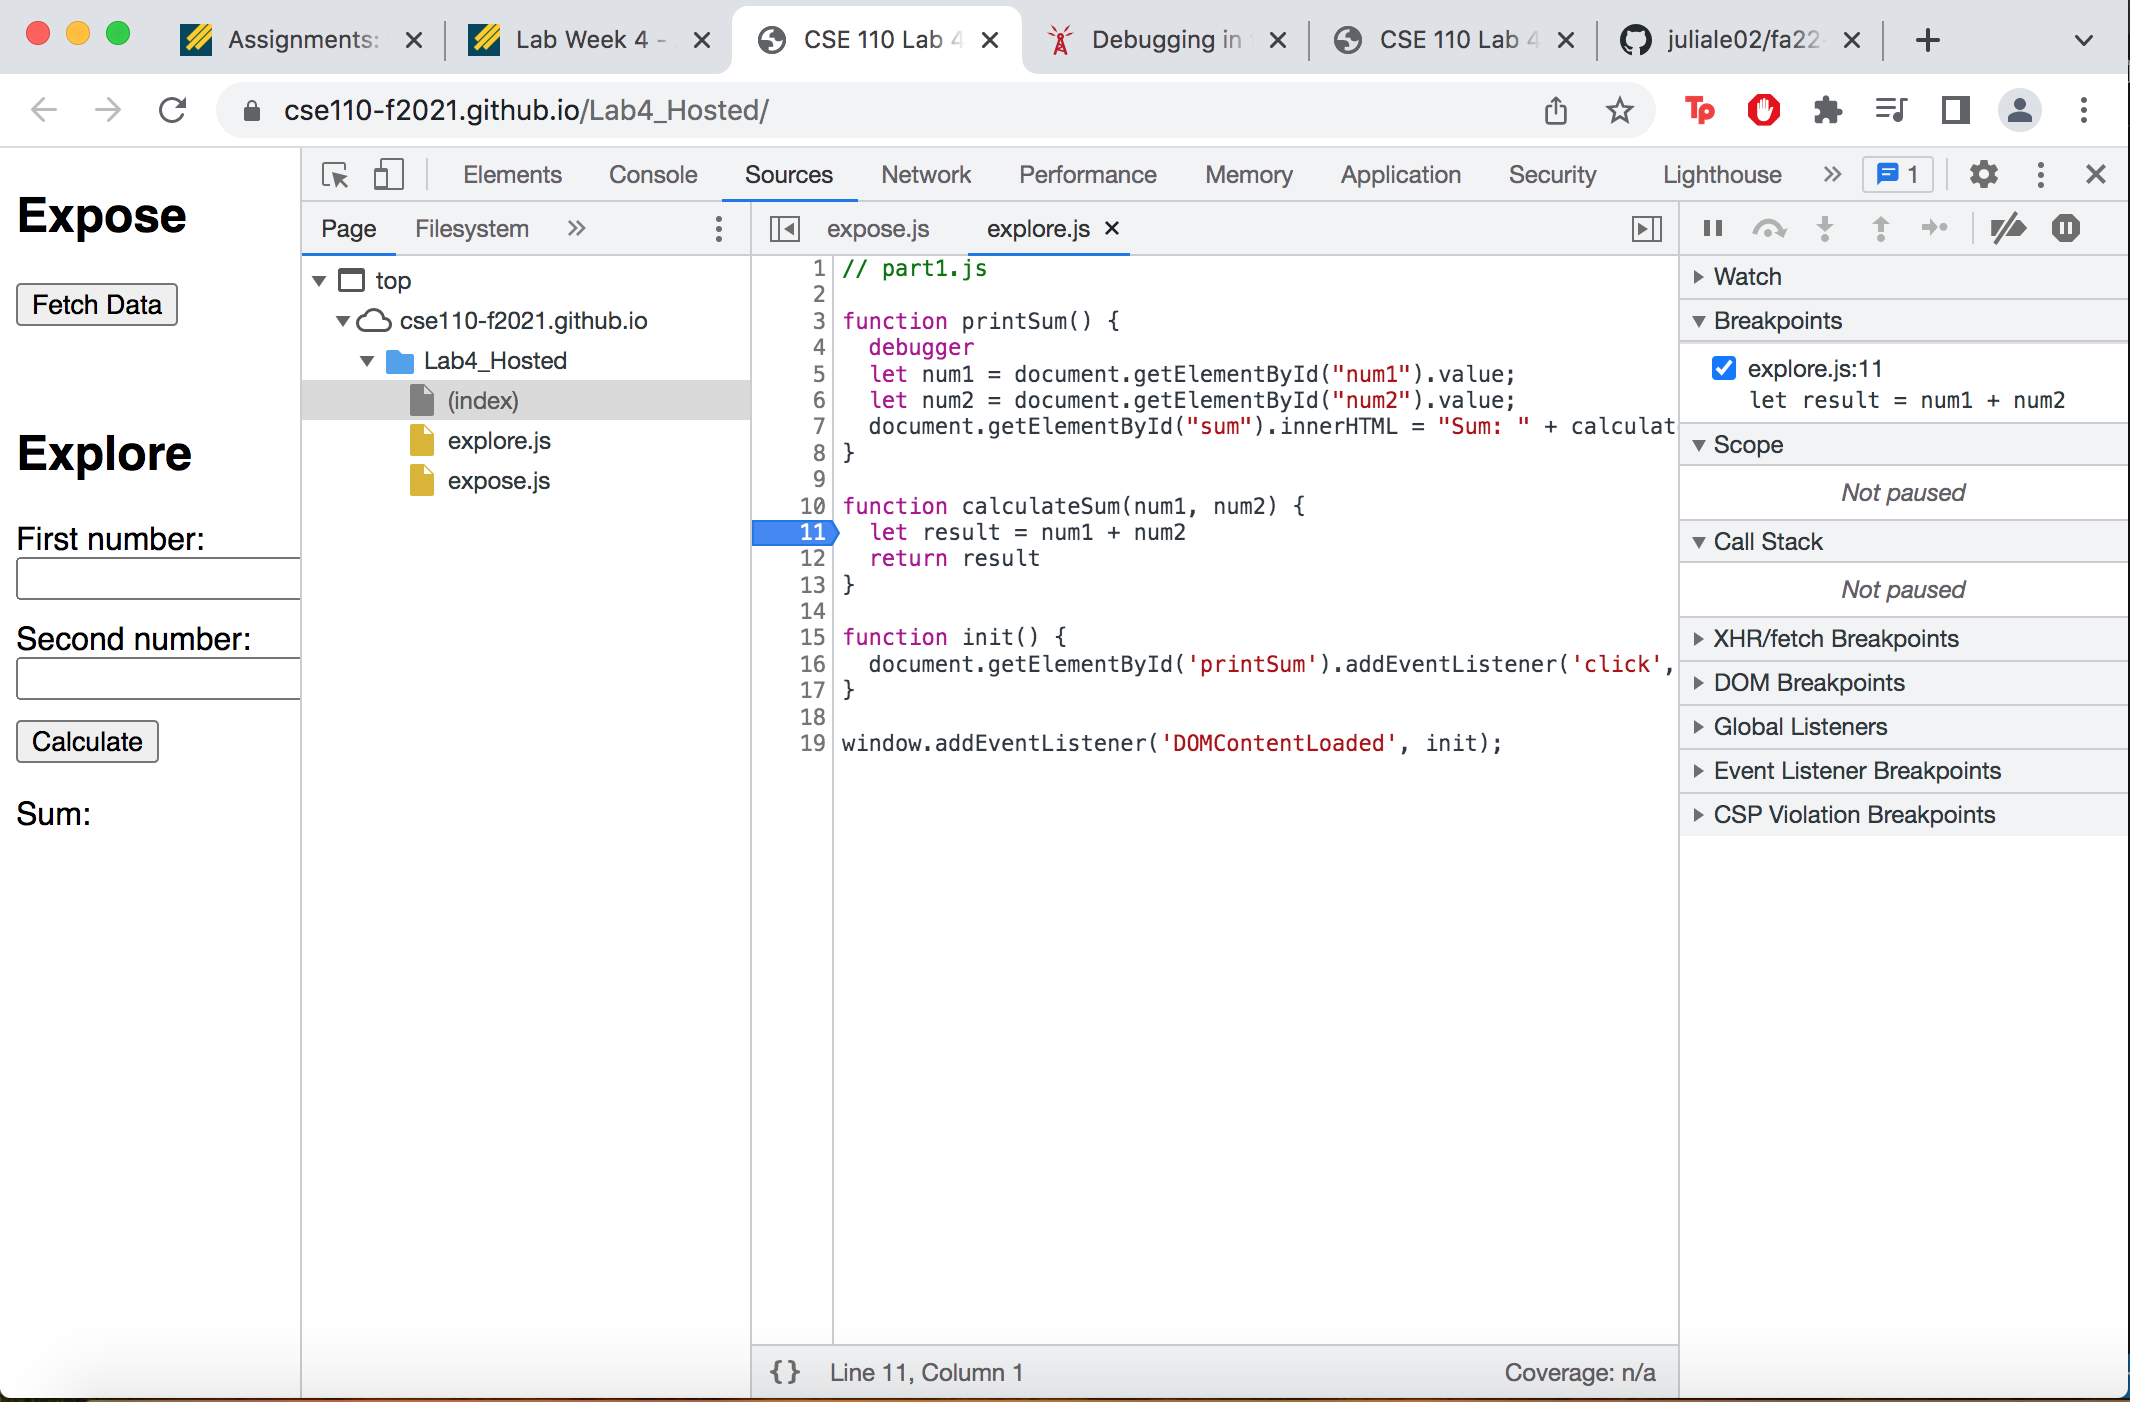 Assignments:
Lab Week 4 -
CSE 110 Lab 4
Debugging in
CSE 110 Lab 4
juliale02/fa22-
cse110-f2021.github.io/Lab4_Hosted/
Tp
Expose
Fetch Data
Explore
First number:
Second number:
Calculate
Sum:
Elements Console Sources Network Performance Memory Application Security Lighthouse » 1
Page Filesystem »
top
cse110-f2021.github.io
Lab4_Hosted
(index)
explore.js
expose.js
expose.js explore.js
1 // part1.js
2
3 function printSum() {
4   debugger
5   let num1 = document.getElementById("num1").value;
6   let num2 = document.getElementById("num2").value;
7   document.getElementById("sum").innerHTML = "Sum: " + calculat
8 }
9
10 function calculateSum(num1, num2) {
11   let result = num1 + num2
12   return result
13 }
14
15 function init() {
16   document.getElementById('printSum').addEventListener('click',
17 }
18
19 window.addEventListener('DOMContentLoaded', init);
{} Line 11, Column 1 Coverage: n/a
Watch
Breakpoints
explore.js:11
let result = num1 + num2
Scope
Not paused
Call Stack
Not paused
XHR/fetch Breakpoints
DOM Breakpoints
Global Listeners
Event Listener Breakpoints
CSP Violation Breakpoints